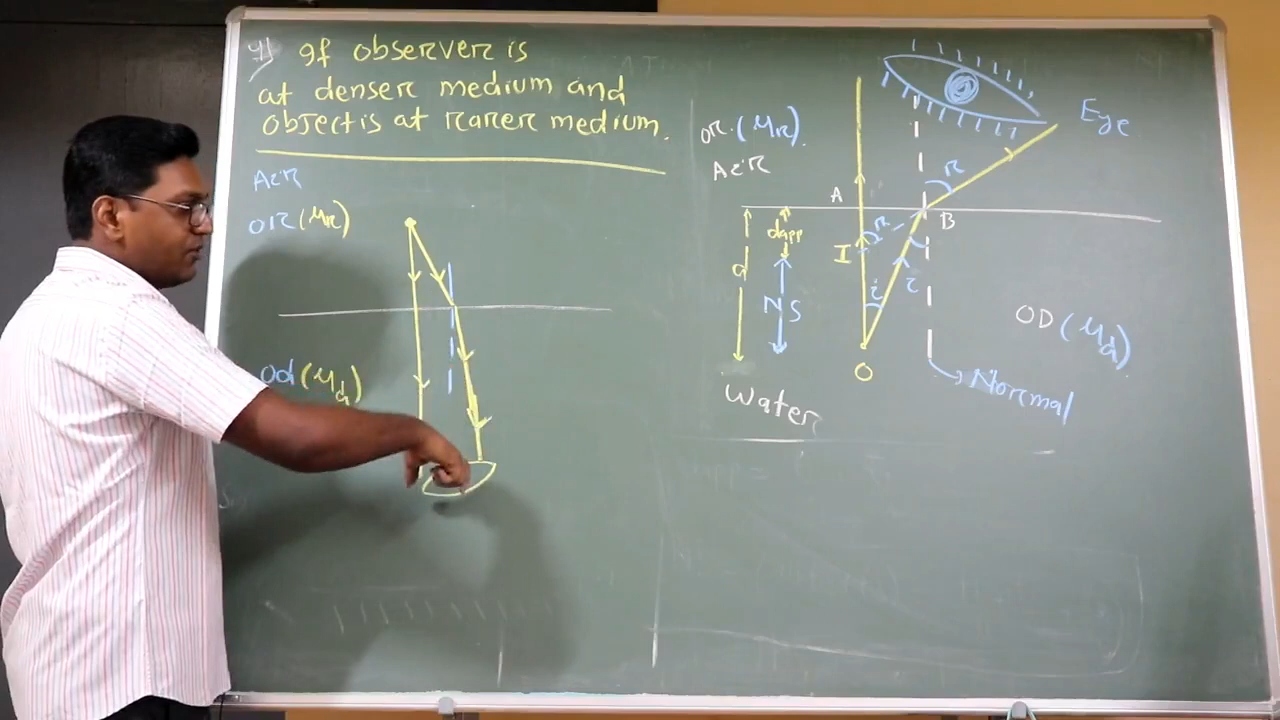 4) If observer is
at denser medium and
object is at rarer medium.
Air
OR (μR)
Od (μd)
OR. (μR).
Air
Eye
A
r
B
dapp
r
I
d
NS
i
i
OD (μd)
O
Normal
Water